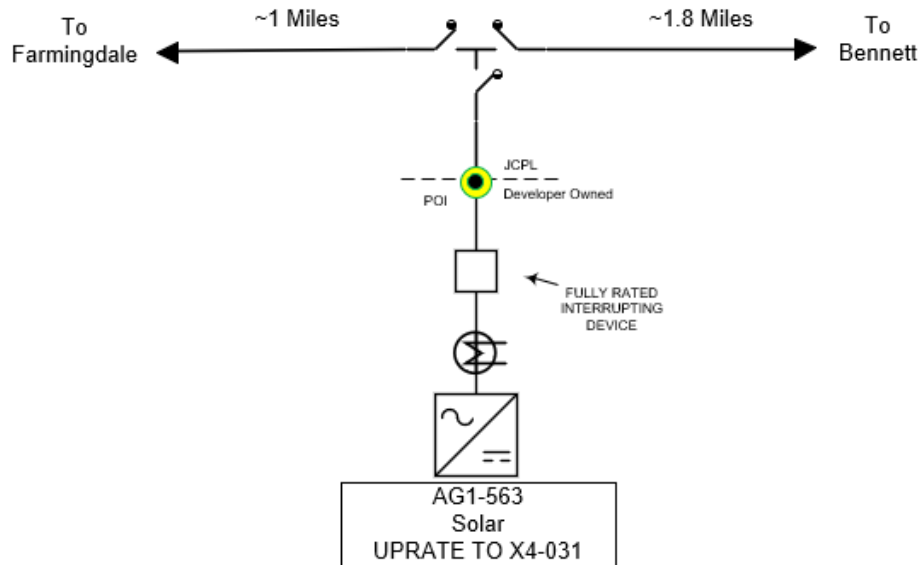 ~1 Miles
~1.8 Miles
To
Farmingdale
To
Bennett
JCPL
POI
Developer Owned
FULLY RATED
INTERRUPTING
DEVICE
AG1-563
Solar
UPRATE TO X4-031